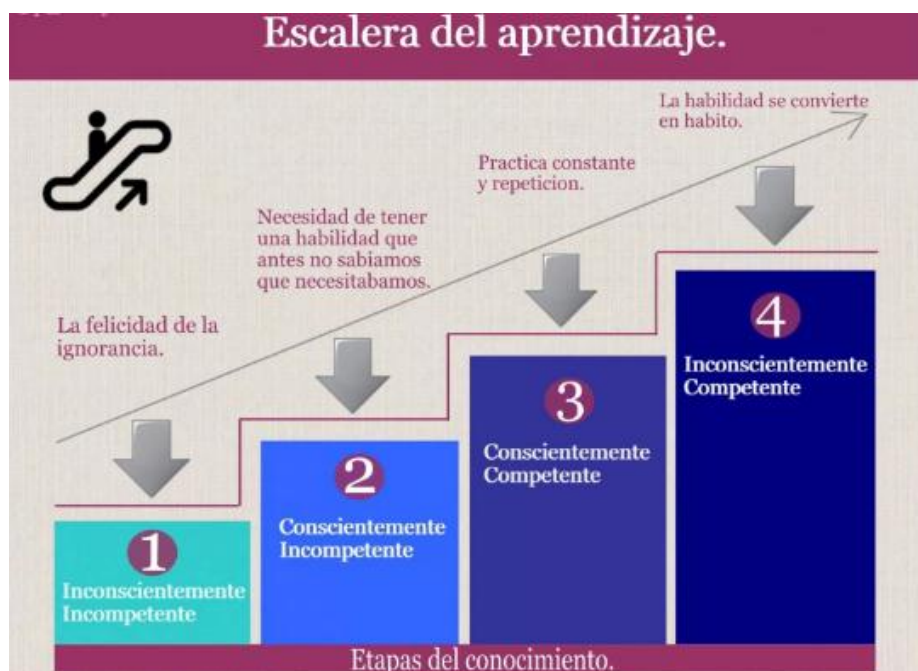 Escalera del aprendizaje.
La habilidad se convierte
en habito.
Practica constante
y repeticion.
Necesidad de tener
una habilidad que
antes no sabiamos
que necesitabamos.
La felicidad de la
ignorancia.
1
Inconscientemente
Incompetente
2
Conscientemente
Incompetente
3
Conscientemente
Competente
4
Inconscientemente
Competente
Etapas del conocimiento.